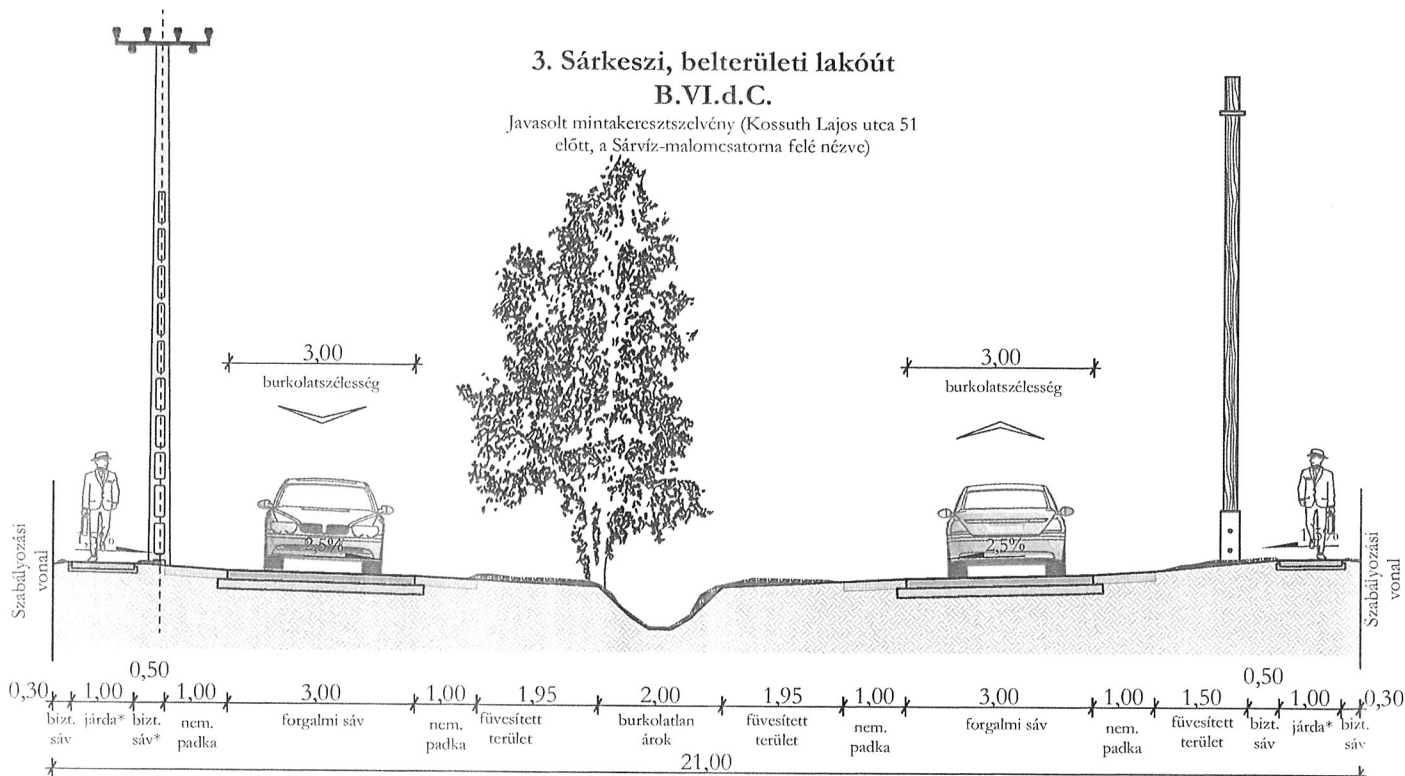 3. Sárkeszi, belterületi lakóút
B.VI.d.C.
Javasolt mintakeresztszelvény (Kossuth Lajos utca 51
előtt, a Sárvíz-malomcsatorna felé nézve)
3,00
burkolatszélesség
3,00
burkolatszélesség
2,5%
2,5%
Szabályozási
vonal
Szabályozási
vonal
0,50
0,50
0,30 1,00 1,00 3,00 1,00 1,95 2,00 1,95 1,00 3,00 1,00 1,50 1,00 0,30
bizt. sáv
járda*
bizt. sáv*
nem. padka
forgalmi sáv
nem. padka
füvesített terület
burkolatlan árok
füvesített terület
nem. padka
forgalmi sáv
nem. padka
füvesített terület
bizt. sáv
járda*
bizt. sáv
21,00